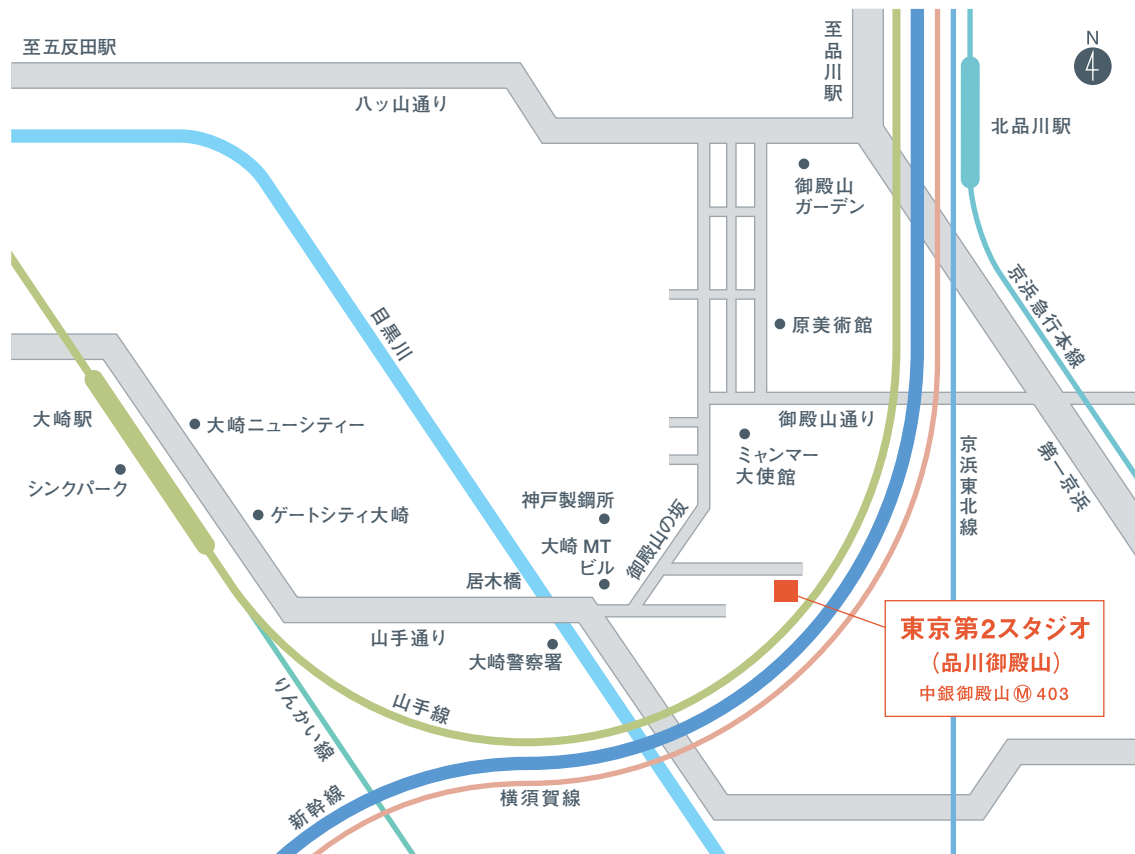 至五反田駅
八ッ山通り
至品川駅
N
北品川駅
御殿山
ガーデン
京浜急行本線
目黒川
原美術館
大崎駅
大崎ニューシティー
御殿山通り
ミャンマー
大使館
京浜東北線
第一京浜
シンクパーク
ゲートシティ大崎
神戸製鋼所
大崎 MT
ビル
御殿山の坂
居木橋
山手通り
大崎警察署
東京第2スタジオ
(品川御殿山)
中銀御殿山Ⓜ403
りんかい線
山手線
新幹線
横須賀線